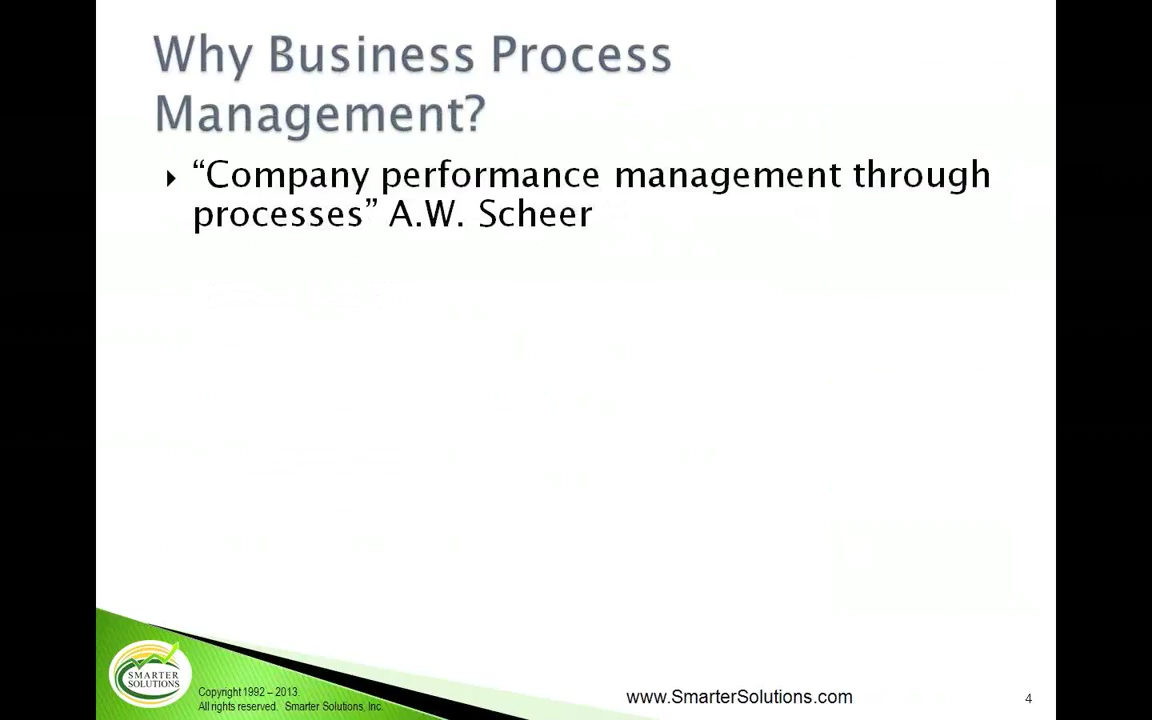 Why Business Process
Management?
“Company performance management through
processes” A.W. Scheer
SMARTER
SOLUTIONS
Copyright 1992 – 2013.
All rights reserved. Smarter Solutions, Inc.
www.SmarterSolutions.com
4